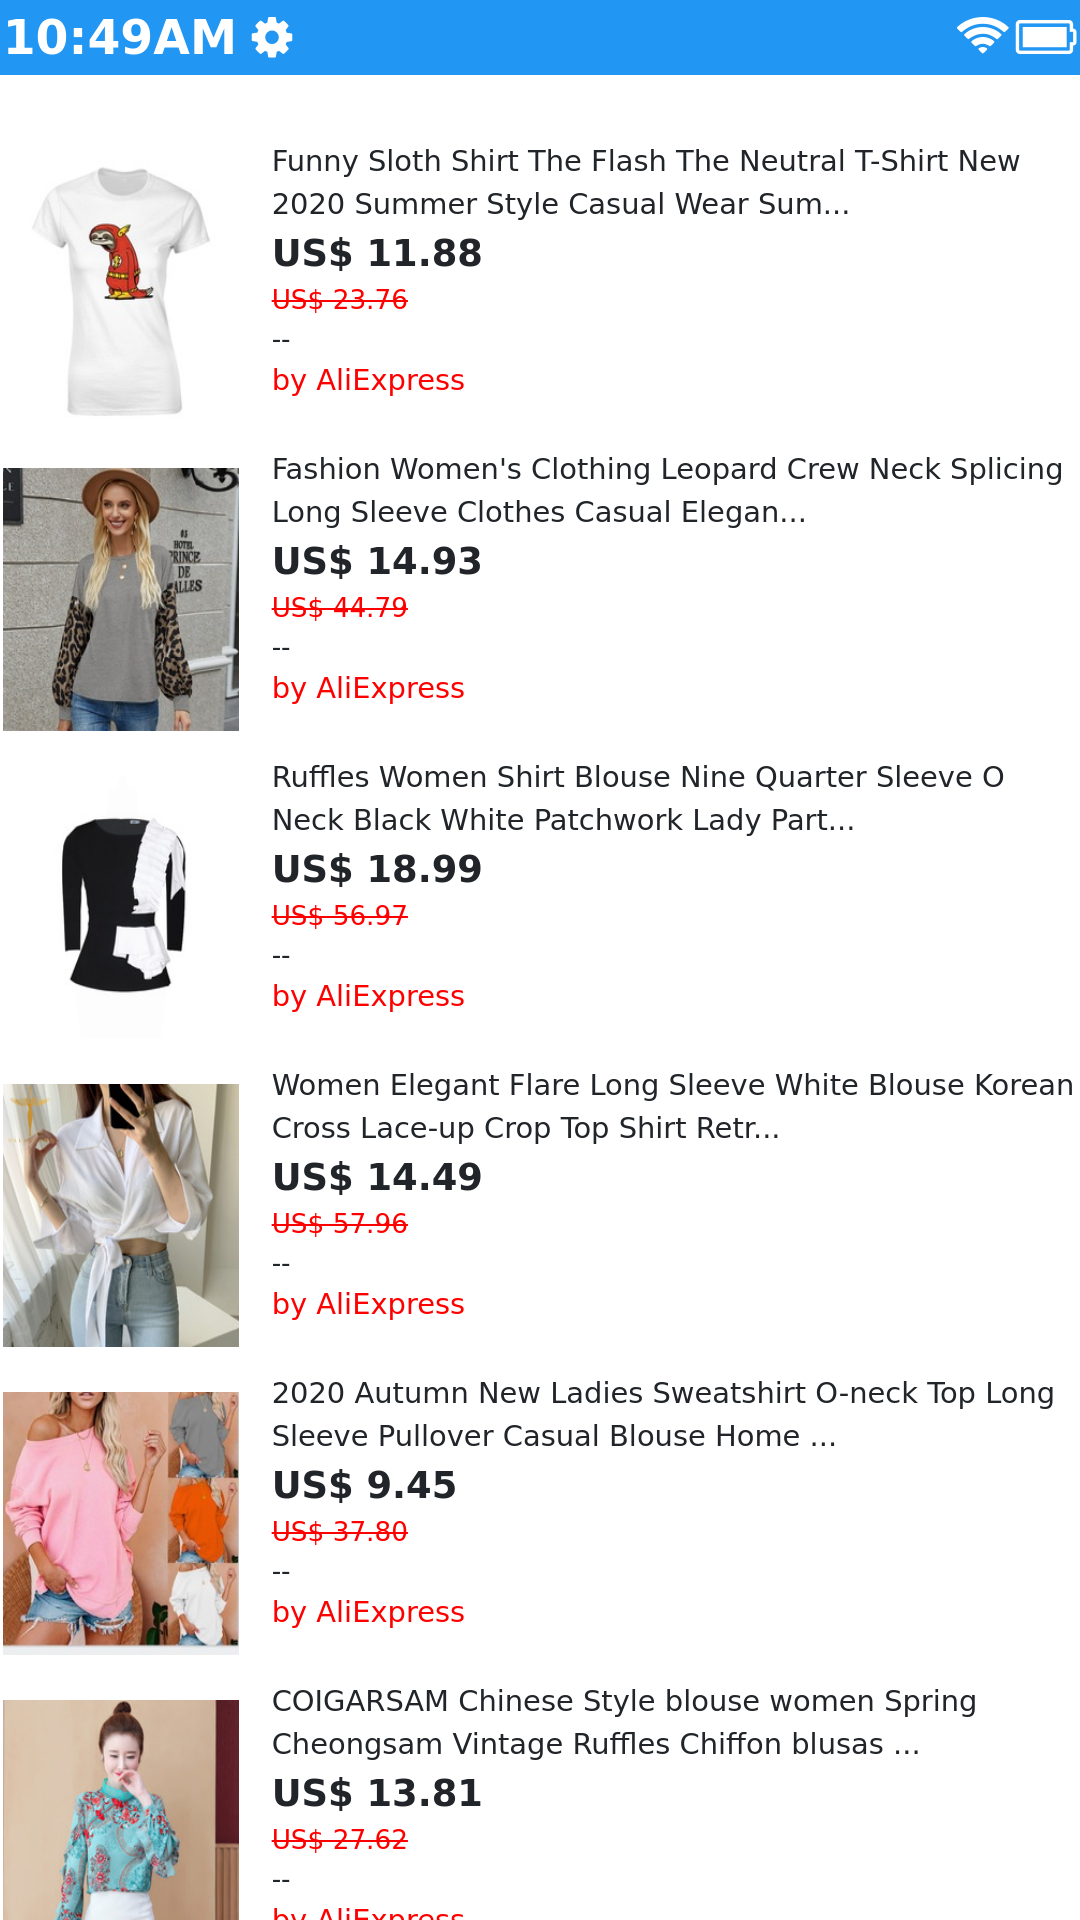 10:49AM
Funny Sloth Shirt The Flash The Neutral T-Shirt New
2020 Summer Style Casual Wear Sum...
US$ 11.88
US$ 23.76
--
by AliExpress
Fashion Women's Clothing Leopard Crew Neck Splicing
Long Sleeve Clothes Casual Elegan...
US$ 14.93
US$ 44.79
--
by AliExpress
HOTEL
PRINCE
DE
Ruffles Women Shirt Blouse Nine Quarter Sleeve O
Neck Black White Patchwork Lady Part...
US$ 18.99
US$ 56.97
--
by AliExpress
Women Elegant Flare Long Sleeve White Blouse Korean
Cross Lace-up Crop Top Shirt Retr...
US$ 14.49
US$ 57.96
--
by AliExpress
2020 Autumn New Ladies Sweatshirt O-neck Top Long
Sleeve Pullover Casual Blouse Home ...
US$ 9.45
US$ 37.80
--
by AliExpress
COIGARSAM Chinese Style blouse women Spring
Cheongsam Vintage Ruffles Chiffon blusas ...
US$ 13.81
US$ 27.62
--
by AliExpress